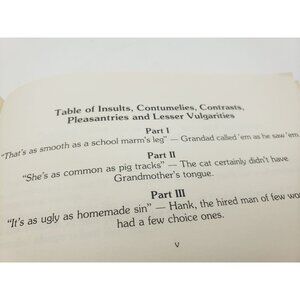 Table of Insults, Contumelies, Contrasts,
Pleasantries and Lesser Vulgarities
Part I
"That's as smooth as a school marm's leg" — Grandad called 'em as he saw 'em
Part II
"She's as common as pig tracks" — The cat certainly didn't have
Grandmother's tongue.
Part III
"It's as ugly as homemade sin" — Hank, the hired man of few wo
had a few choice ones.
v